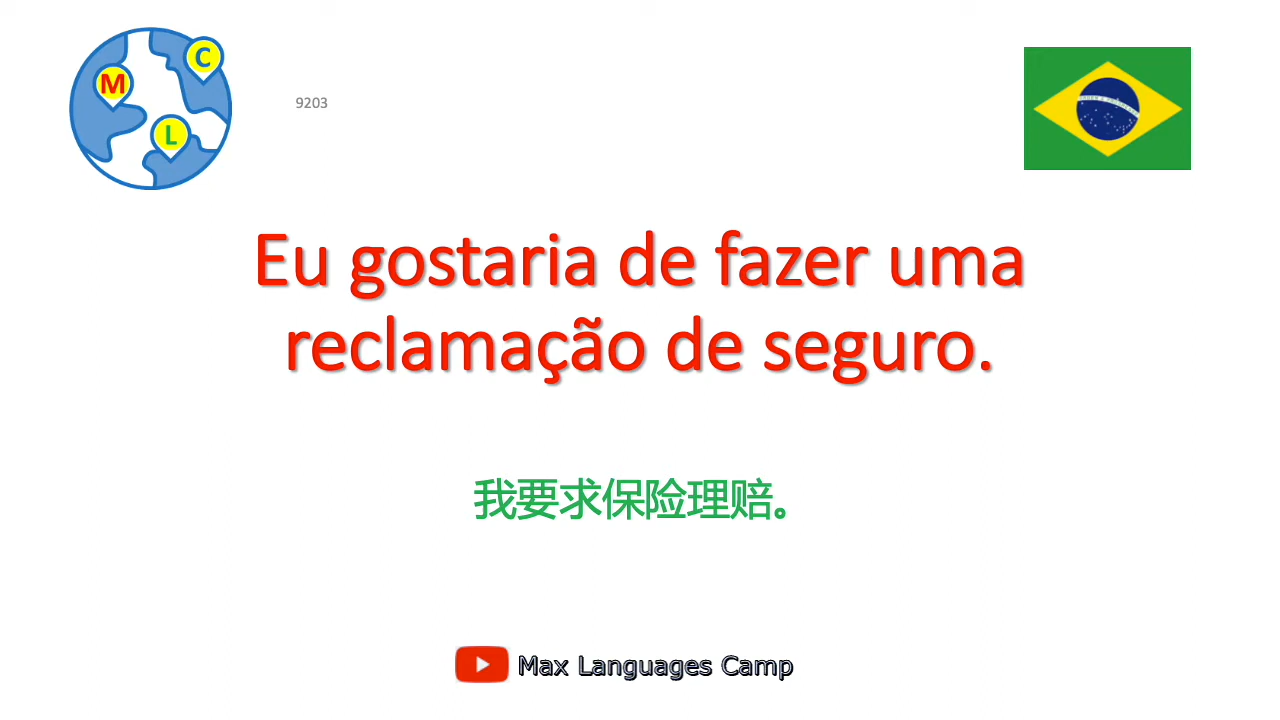 M
C
L
9203
Eu gostaria de fazer uma
reclamação de seguro.
我要求保险理赔。
Max Languages Camp